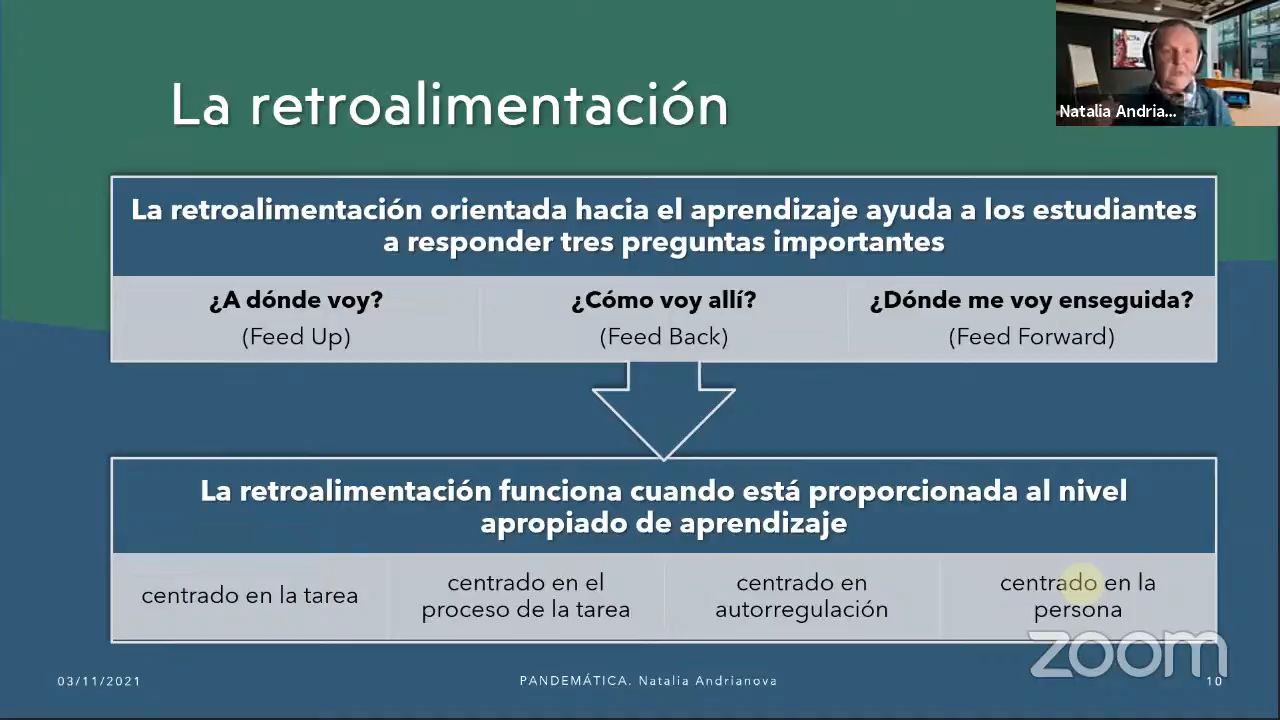 La retroalimentación
Natalia Andria...
La retroalimentación orientada hacia el aprendizaje ayuda a los estudiantes
a responder tres preguntas importantes
¿A dónde voy?
(Feed Up)
¿Cómo voy allí?
(Feed Back)
¿Dónde me voy enseguida?
(Feed Forward)
La retroalimentación funciona cuando está proporcionada al nivel
apropiado de aprendizaje
centrado en la tarea
centrado en el
proceso de la tarea
centrado en
autorregulación
centrado en la
persona
zoom
03/11/2021
PANDEMÁTICA. Natalia Andrianova
10